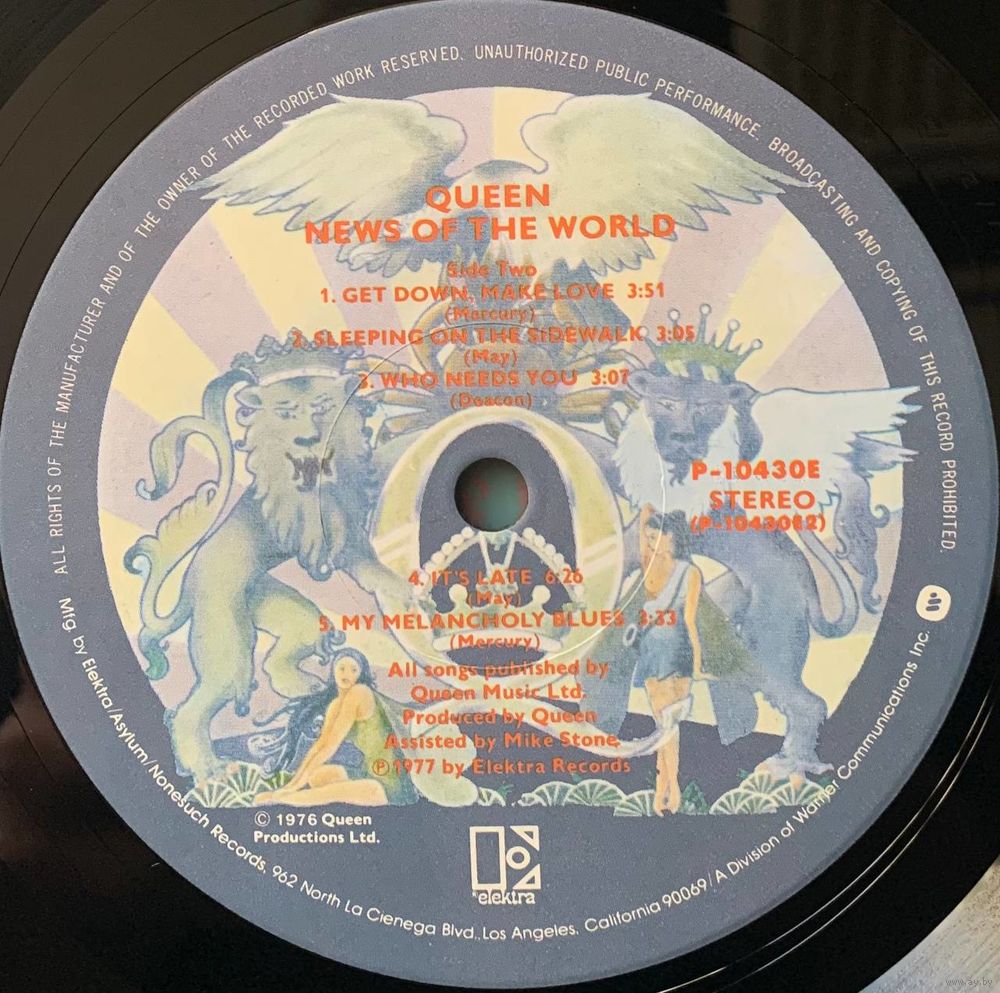 ALL RIGHTS OF THE MANUFACTURER AND OF THE OWNER OF THE RECORDED WORK RESERVED. UNAUTHORIZED PUBLIC PERFORMANCE. BROADCASTING AND COPYING OF THIS RECORD PROHIBITED.
QUEEN
NEWS OF THE WORLD
Side Two
1. GET DOWN, MAKE LOVE 3:51
(Mercury)
2. SLEEPING ON THE SIDEWALK 3:05
(May)
3. WHO NEEDS YOU 3:07
(Deacon)
P-10430E
STEREO
(P-10430E2)
4. IT'S LATE 6:26
(May)
5. MY MELANCHOLY BLUES 3:33
(Mercury)
All songs published by
Queen Music Ltd.
Produced by Queen
Assisted by Mike Stone
℗1977 by Elektra Records
© 1976 Queen
Productions Ltd.
elektra
Mfg by Elektra/Asylum/Nonesuch Records, 962 North La Cienega Blvd., Los Angeles, California 90069/A Division of Warner Communications Inc.
www.ay.by